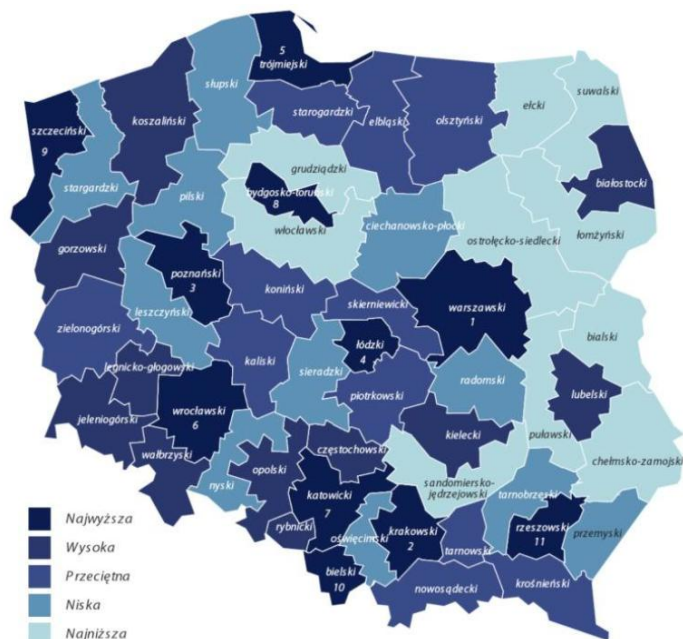 5
trójmiejski
słupski
koszaliński
starogardzki
elbląski
olsztyński
ełcki
suwalski
szczeciński
9
stargardzki
grudziądzki
białostocki
pilski
bydgosko-toruński
8
włocławski
ciechanowsko-płocki
ostrołęcko-siedlecki
łomżyński
gorzowski
poznański
3
koniński
skierniewicki
warszawski
1
zielonogórski
leszczyński
kaliski
sieradzki
łódzki
4
bialski
legnicko-głogowski
piotrkowski
radomski
lubelski
wrocławski
6
jeleniogórski
puławski
wałbrzyski
częstochowski
kielecki
chełmsko-zamojski
nyski
opolski
sandomiersko-
jędrzejowski
katowicki
7
tarnobrzeski
rybnicki
oświęcimski
krakowski
2
rzeszowski
11
przemyski
tarnowski
bielski
10
nowosądecki
krośnieński
Najwyższa
Wysoka
Przeciętna
Niska
Najniższa